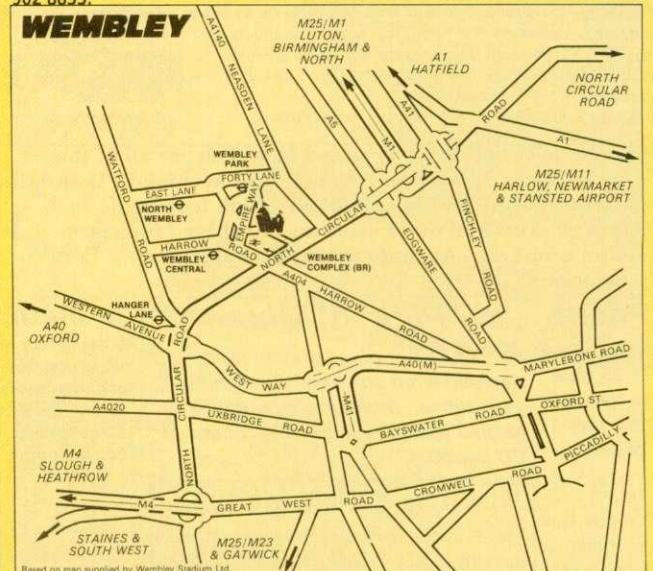 902 8833.
WEMBLEY
M25/M1
LUTON,
BIRMINGHAM &
NORTH
A1
HATFIELD
NORTH
CIRCULAR
ROAD
A4140
NEASDEN
LANE
A5
M1
A41
ROAD
A1
M25/M11
HARLOW, NEWMARKET
& STANSTED AIRPORT
WATFORD
ROAD
WEMBLEY
PARK
FORTY LANE
EAST LANE
NORTH
WEMBLEY
EMPIRE WAY
HARROW
ROAD
WEMBLEY
CENTRAL
NORTH
CIRCULAR
WEMBLEY
COMPLEX (BR)
FINCHLEY
ROAD
EDGWARE
ROAD
A404
HARROW
ROAD
HANGER
LANE
WESTERN
AVENUE
A40
OXFORD
ROAD
CIRCULAR
NORTH
WEST WAY
A40(M)
MARYLEBONE ROAD
A4020
UXBRIDGE ROAD
M41
BAYSWATER ROAD
OXFORD ST.
PICCADILLY
M4
SLOUGH &
HEATHROW
M4
GREAT WEST ROAD
CROMWELL ROAD
STAINES &
SOUTH WEST
M25/M23
& GATWICK
Based on map supplied by Wembley Stadium Ltd